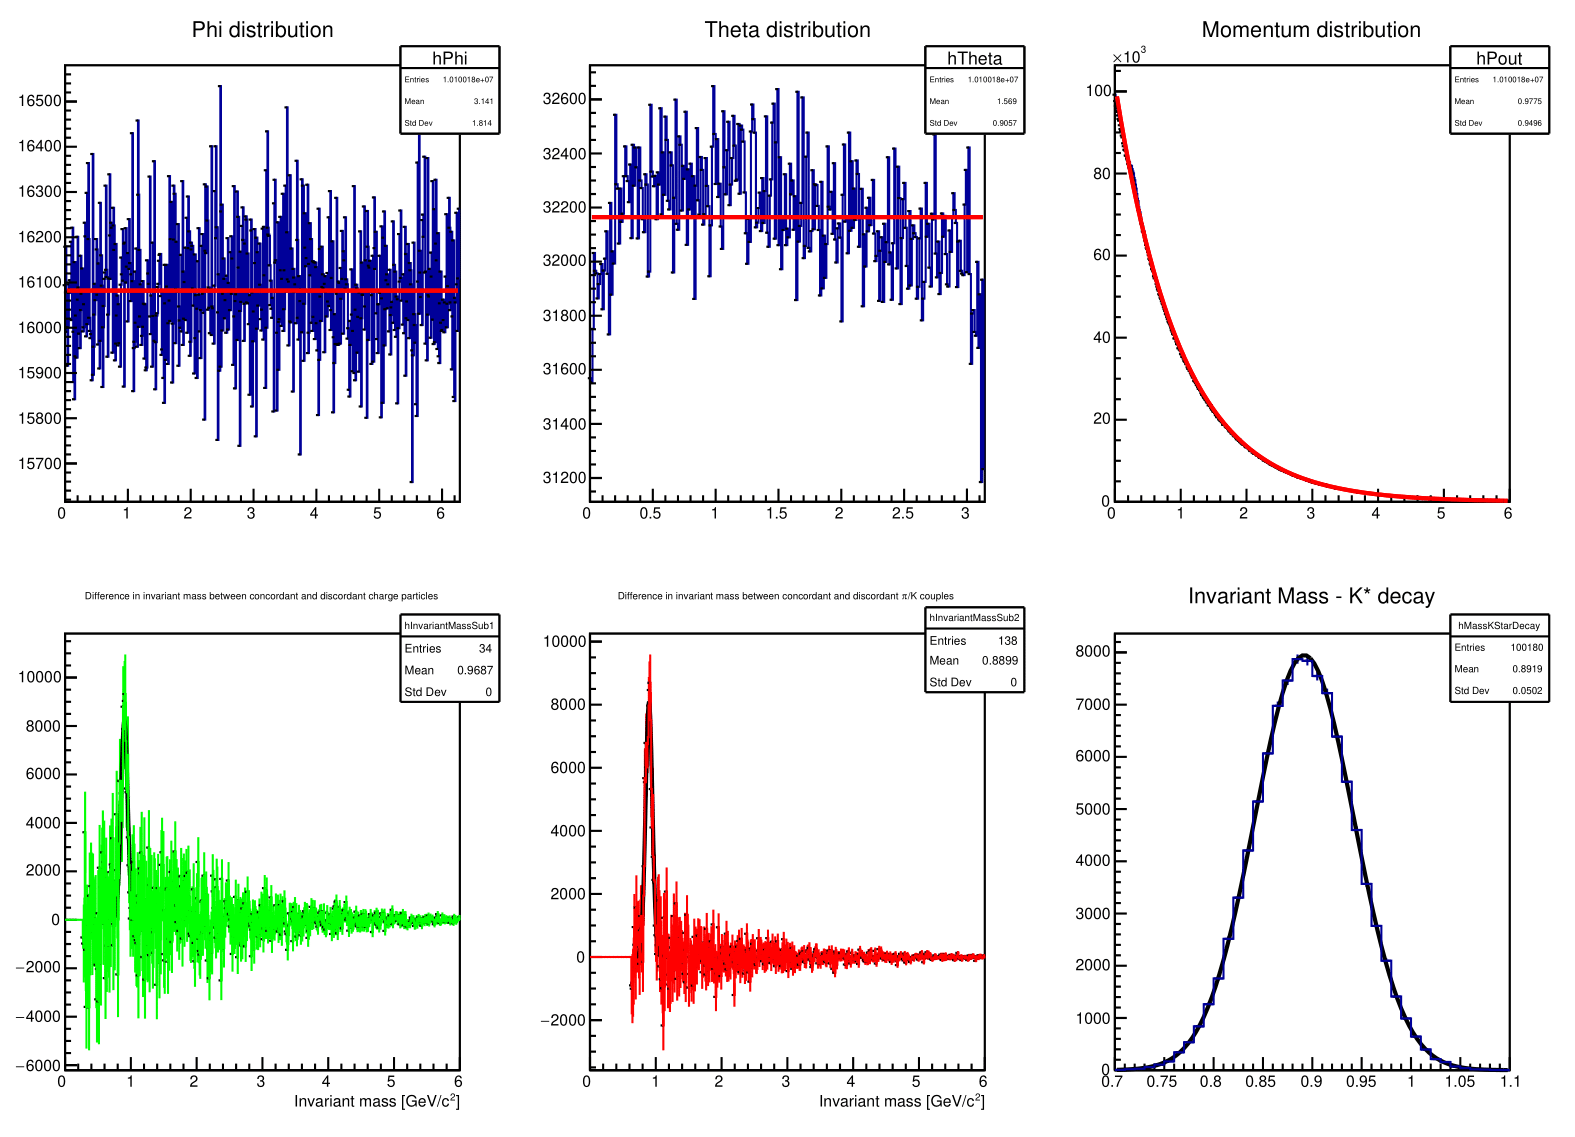 Phi distribution
hPhi
Entries 1.010018e+07
Mean 3.141
Std Dev 1.814
16500
16400
16300
16200
16100
16000
15900
15800
15700
0 1 2 3 4 5 6
Theta distribution
hTheta
Entries 1.010018e+07
Mean 1.569
Std Dev 0.9057
32600
32400
32200
32000
31800
31600
31400
31200
0 0.5 1 1.5 2 2.5 3
Momentum distribution
×10³
hPout
Entries 1.010018e+07
Mean 0.9775
Std Dev 0.9496
100
80
60
40
20
0
0 1 2 3 4 5 6
Difference in invariant mass between concordant and discordant charge particles
hInvariantMassSub1
Entries 34
Mean 0.9687
Std Dev 0
10000
8000
6000
4000
2000
0
−2000
−4000
−6000
0 1 2 3 4 5 6
Invariant mass [GeV/c²]
Difference in invariant mass between concordant and discordant π/K couples
hInvariantMassSub2
Entries 138
Mean 0.8899
Std Dev 0
10000
8000
6000
4000
2000
0
−2000
0 1 2 3 4 5 6
Invariant mass [GeV/c²]
Invariant Mass - K* decay
hMassKStarDecay
Entries 100180
Mean 0.8919
Std Dev 0.0502
8000
7000
6000
5000
4000
3000
2000
1000
0
0.7 0.75 0.8 0.85 0.9 0.95 1 1.05 1.1